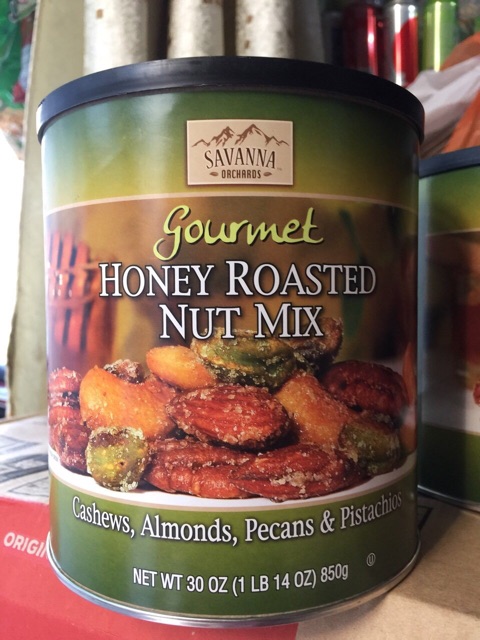 SAVANNA
ORCHARDS
Gourmet
HONEY ROASTED
NUT MIX
Cashews, Almonds, Pecans & Pistachios
NET WT 30 OZ (1 LB 14 OZ) 850g
U